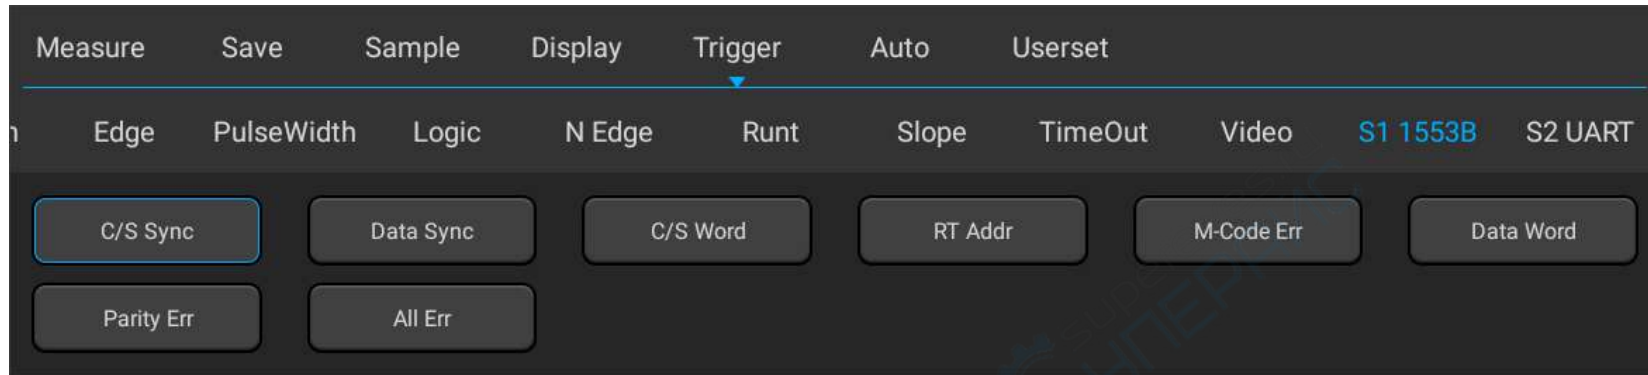 Measure Save Sample Display Trigger Auto Userset
Edge PulseWidth Logic N Edge Runt Slope TimeOut Video S1 1553B S2 UART
C/S Sync Data Sync C/S Word RT Addr M-Code Err Data Word
Parity Err All Err